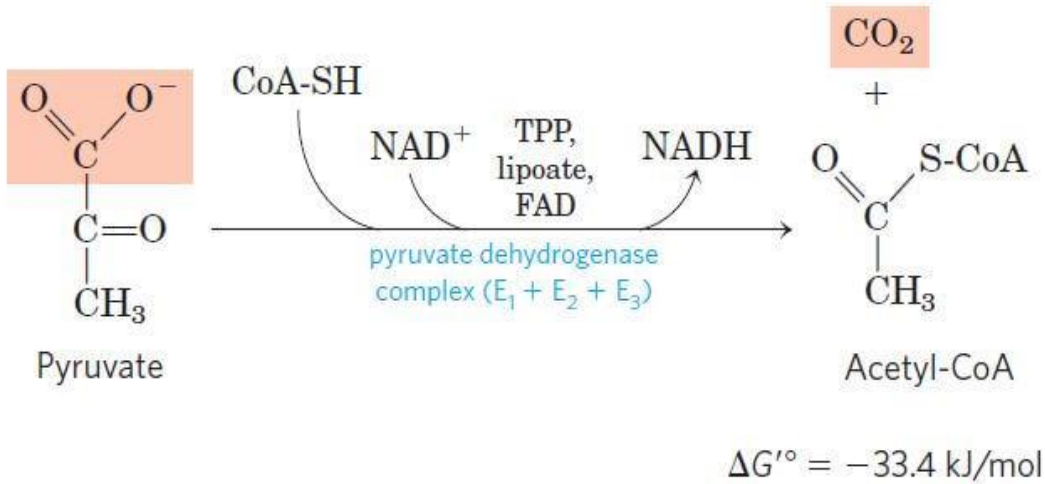 CO₂
+
O O⁻
C
C=O
CH₃
Pyruvate
CoA-SH
NAD⁺
TPP,
lipoate,
FAD
NADH
pyruvate dehydrogenase
complex (E₁ + E₂ + E₃)
O S-CoA
C
CH₃
Acetyl-CoA
ΔG′° = −33.4 kJ/mol